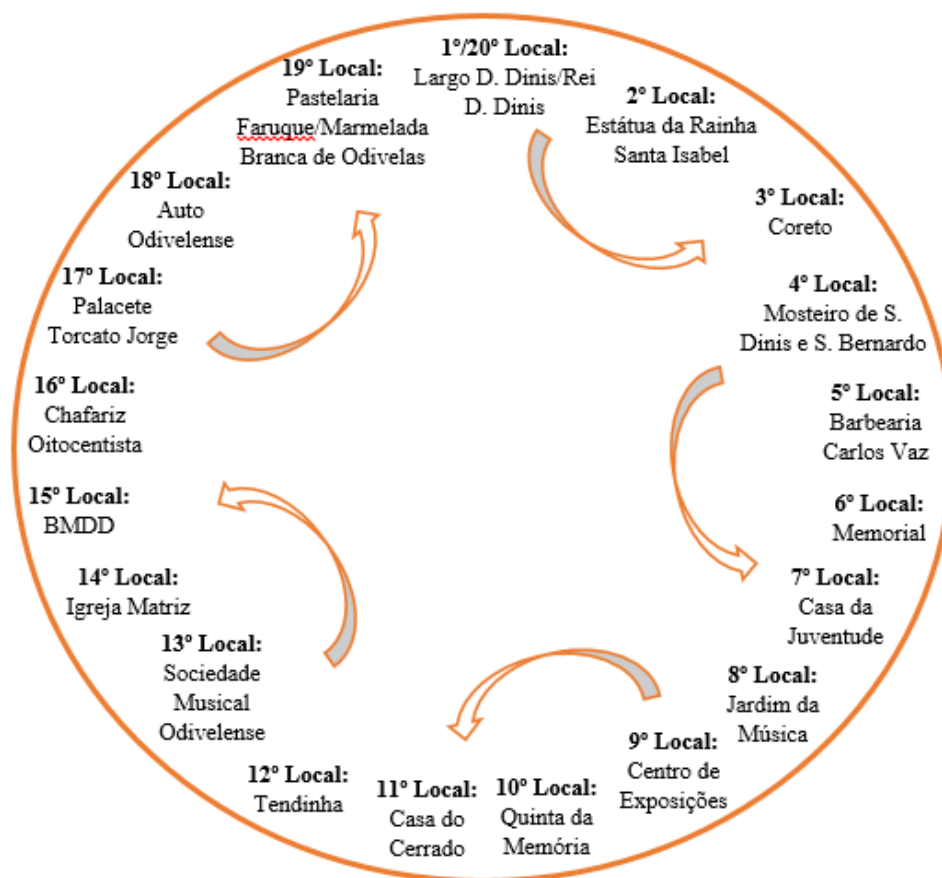 1º/20º Local:
Largo D. Dinis/Rei
D. Dinis
2º Local:
Estátua da Rainha
Santa Isabel
3º Local:
Coreto
4º Local:
Mosteiro de S.
Dinis e S. Bernardo
5º Local:
Barbearia
Carlos Vaz
6º Local:
Memorial
7º Local:
Casa da
Juventude
8º Local:
Jardim da
Música
9º Local:
Centro de
Exposições
10º Local:
Quinta da
Memória
11º Local:
Casa do
Cerrado
12º Local:
Tendinha
13º Local:
Sociedade
Musical
Odivelense
14º Local:
Igreja Matriz
15º Local:
BMDD
16º Local:
Chafariz
Oitocentista
17º Local:
Palacete
Torcato Jorge
18º Local:
Auto
Odivelense
19º Local:
Pastelaria
Faruque/Marmelada
Branca de Odivelas